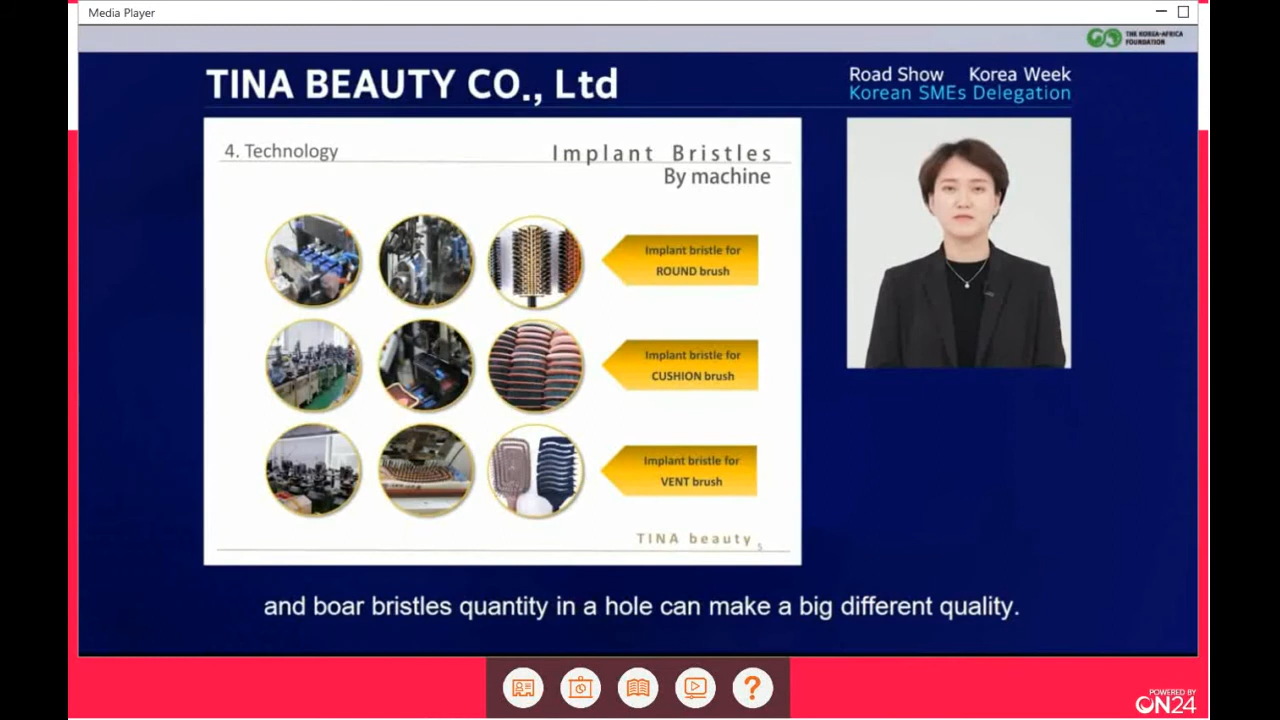 Media Player
THE KOREA-AFRICA
FOUNDATION
TINA BEAUTY CO., Ltd
Road Show Korea Week
Korean SMEs Delegation
4. Technology
Implant Bristles
By machine
Implant bristle for
ROUND brush
Implant bristle for
CUSHION brush
Implant bristle for
VENT brush
TINA beauty
5
and boar bristles quantity in a hole can make a big different quality.
?
POWERED BY
ON24